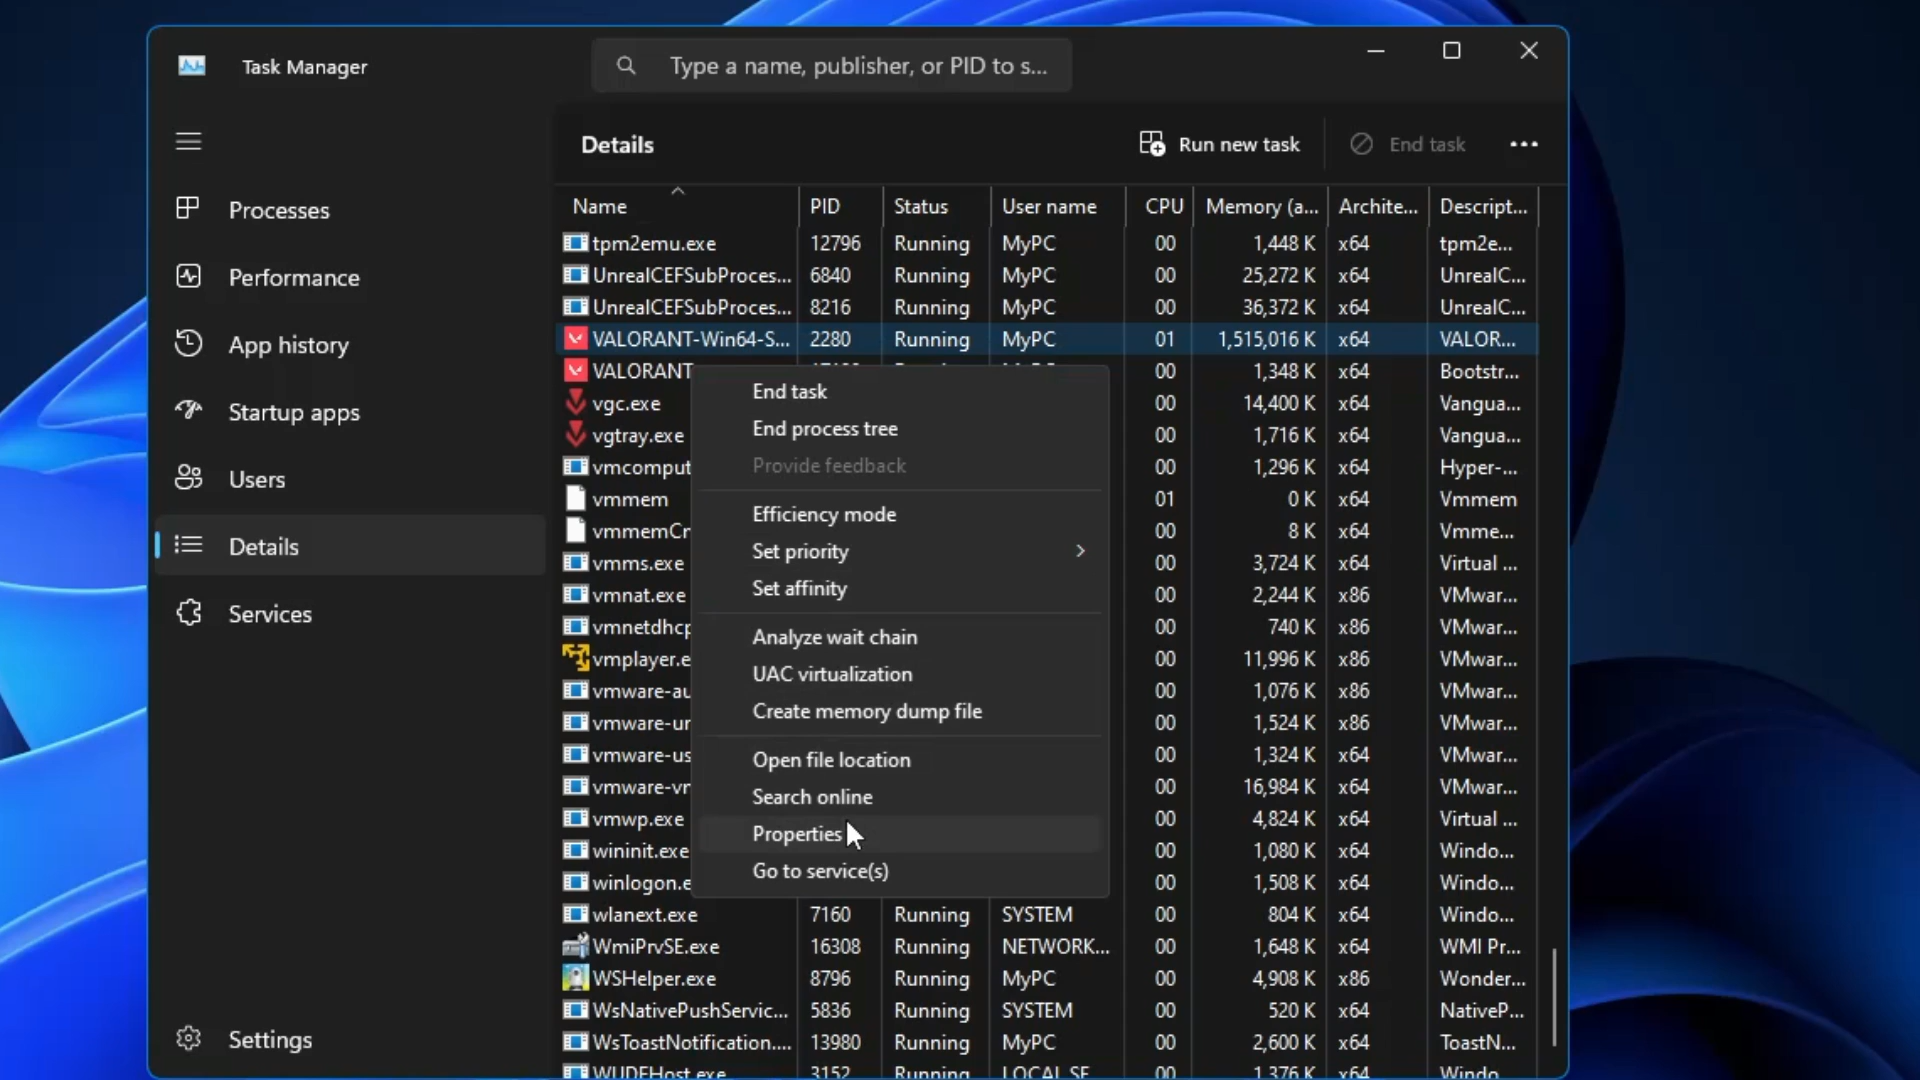 Task Manager
Type a name, publisher, or PID to s...
Processes
Performance
App history
Startup apps
Users
Details
Services
Settings
Details
Run new task
End task
Name PID Status User name CPU Memory (a... Archite... Descript...
tpm2emu.exe 12796 Running MyPC 00 1,448 K x64 tpm2e...
UnrealCEFSubProces... 6840 Running MyPC 00 25,272 K x64 UnrealC...
UnrealCEFSubProces... 8216 Running MyPC 00 36,372 K x64 UnrealC...
VALORANT-Win64-S... 2280 Running MyPC 01 1,515,016 K x64 VALOR...
VALORANT 00 1,348 K x64 Bootstr...
vgc.exe 00 14,400 K x64 Vangua...
vgtray.exe 00 1,716 K x64 Vangua...
vmcomput 00 1,296 K x64 Hyper-...
vmmem 01 0 K x64 Vmmem
vmmemCr 00 8 K x64 Vmme...
vmms.exe 00 3,724 K x64 Virtual ...
vmnat.exe 00 2,244 K x86 VMwar...
vmnetdhcp 00 740 K x86 VMwar...
vmplayer.e 00 11,996 K x86 VMwar...
vmware-au 00 1,076 K x86 VMwar...
vmware-ur 00 1,524 K x86 VMwar...
vmware-us 00 1,324 K x64 VMwar...
vmware-vr 00 16,984 K x64 VMwar...
vmwp.exe 00 4,824 K x64 Virtual ...
wininit.exe 00 1,080 K x64 Windo...
winlogon.e 00 1,508 K x64 Windo...
wlanext.exe 7160 Running SYSTEM 00 804 K x64 Windo...
WmiPrvSE.exe 16308 Running NETWORK... 00 1,648 K x64 WMI Pr...
WSHelper.exe 8796 Running MyPC 00 4,908 K x86 Wonder...
WsNativePushServic... 5836 Running SYSTEM 00 520 K x64 NativeP...
WsToastNotification.... 13980 Running MyPC 00 2,600 K x64 ToastN...
WUDFHost.exe 3152 Running LOCAL SE 00 1,376 K x64 Windo
End task
End process tree
Provide feedback
Efficiency mode
Set priority
Set affinity
Analyze wait chain
UAC virtualization
Create memory dump file
Open file location
Search online
Properties
Go to service(s)